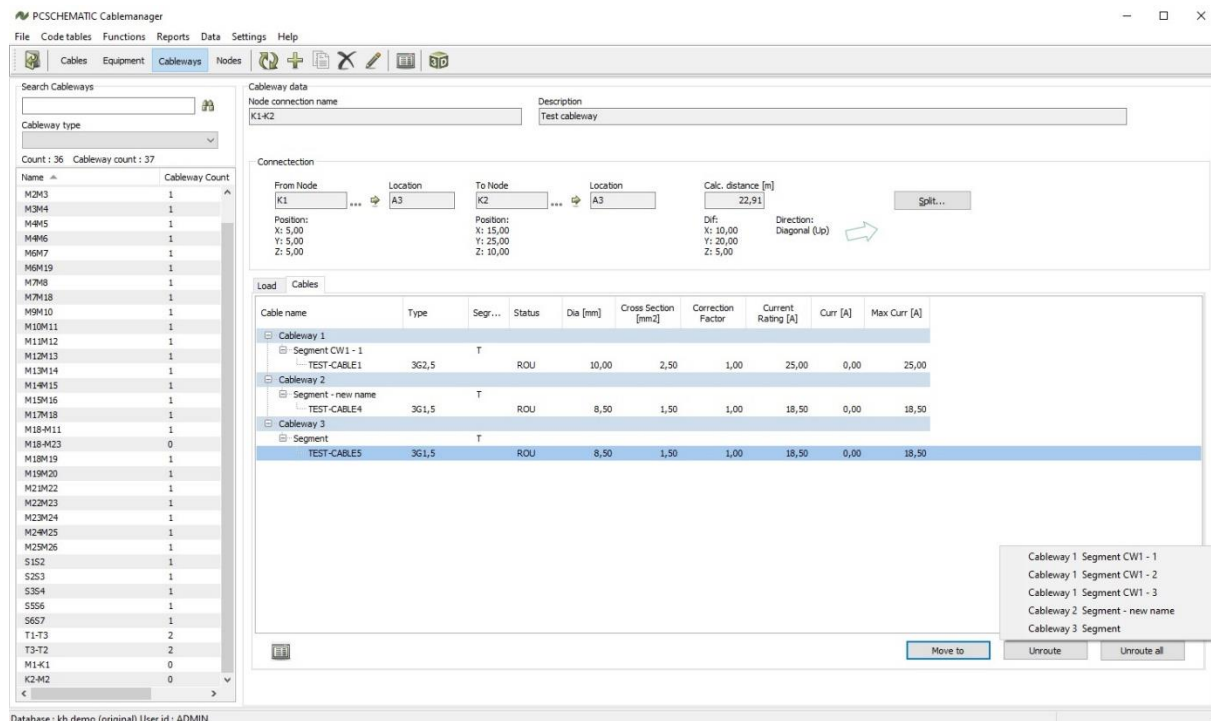 PCSCHEMATIC Cablemanager
File Code tables Functions Reports Data Settings Help
Cables Equipment Cableways Nodes 3D
Search Cableways
Cableway type
Count : 36 Cableway count : 37
Name Cableway Count
M2M3 1
M3M4 1
M4M5 1
M4M6 1
M6M7 1
M6M19 1
M7M8 1
M7M18 1
M9M10 1
M10M11 1
M11M12 1
M12M13 1
M13M14 1
M14M15 1
M15M16 1
M17M18 1
M18-M11 1
M18-M23 0
M18M19 1
M19M20 1
M21M22 1
M22M23 1
M23M24 1
M24M25 1
M25M26 1
S1S2 1
S2S3 1
S3S4 1
S5S6 1
S6S7 1
T1-T3 2
T3-T2 2
M1-K1 0
K2-M2 0
Cableway data
Node connection name Description
K1-K2 Test cableway
Connectection
From Node Location To Node Location Calc. distance [m]
K1 ... A3 K2 ... A3 22,91 Split...
Position: Position: Dif: Direction:
X: 5,00 X: 15,00 X: 10,00 Diagonal (Up)
Y: 5,00 Y: 25,00 Y: 20,00
Z: 5,00 Z: 10,00 Z: 5,00
Load Cables
Cable name Type Segr... Status Dia [mm] Cross Section [mm2] Correction Factor Current Rating [A] Curr [A] Max Curr [A]
Cableway 1
Segment CW1 - 1 T
TEST-CABLE1 3G2,5 ROU 10,00 2,50 1,00 25,00 0,00 25,00
Cableway 2
Segment - new name T
TEST-CABLE4 3G1,5 ROU 8,50 1,50 1,00 18,50 0,00 18,50
Cableway 3
Segment T
TEST-CABLE5 3G1,5 ROU 8,50 1,50 1,00 18,50 0,00 18,50
Cableway 1 Segment CW1 - 1
Cableway 1 Segment CW1 - 2
Cableway 1 Segment CW1 - 3
Cableway 2 Segment - new name
Cableway 3 Segment
Move to Unroute Unroute all
Database : kb demo (original) User id : ADMIN